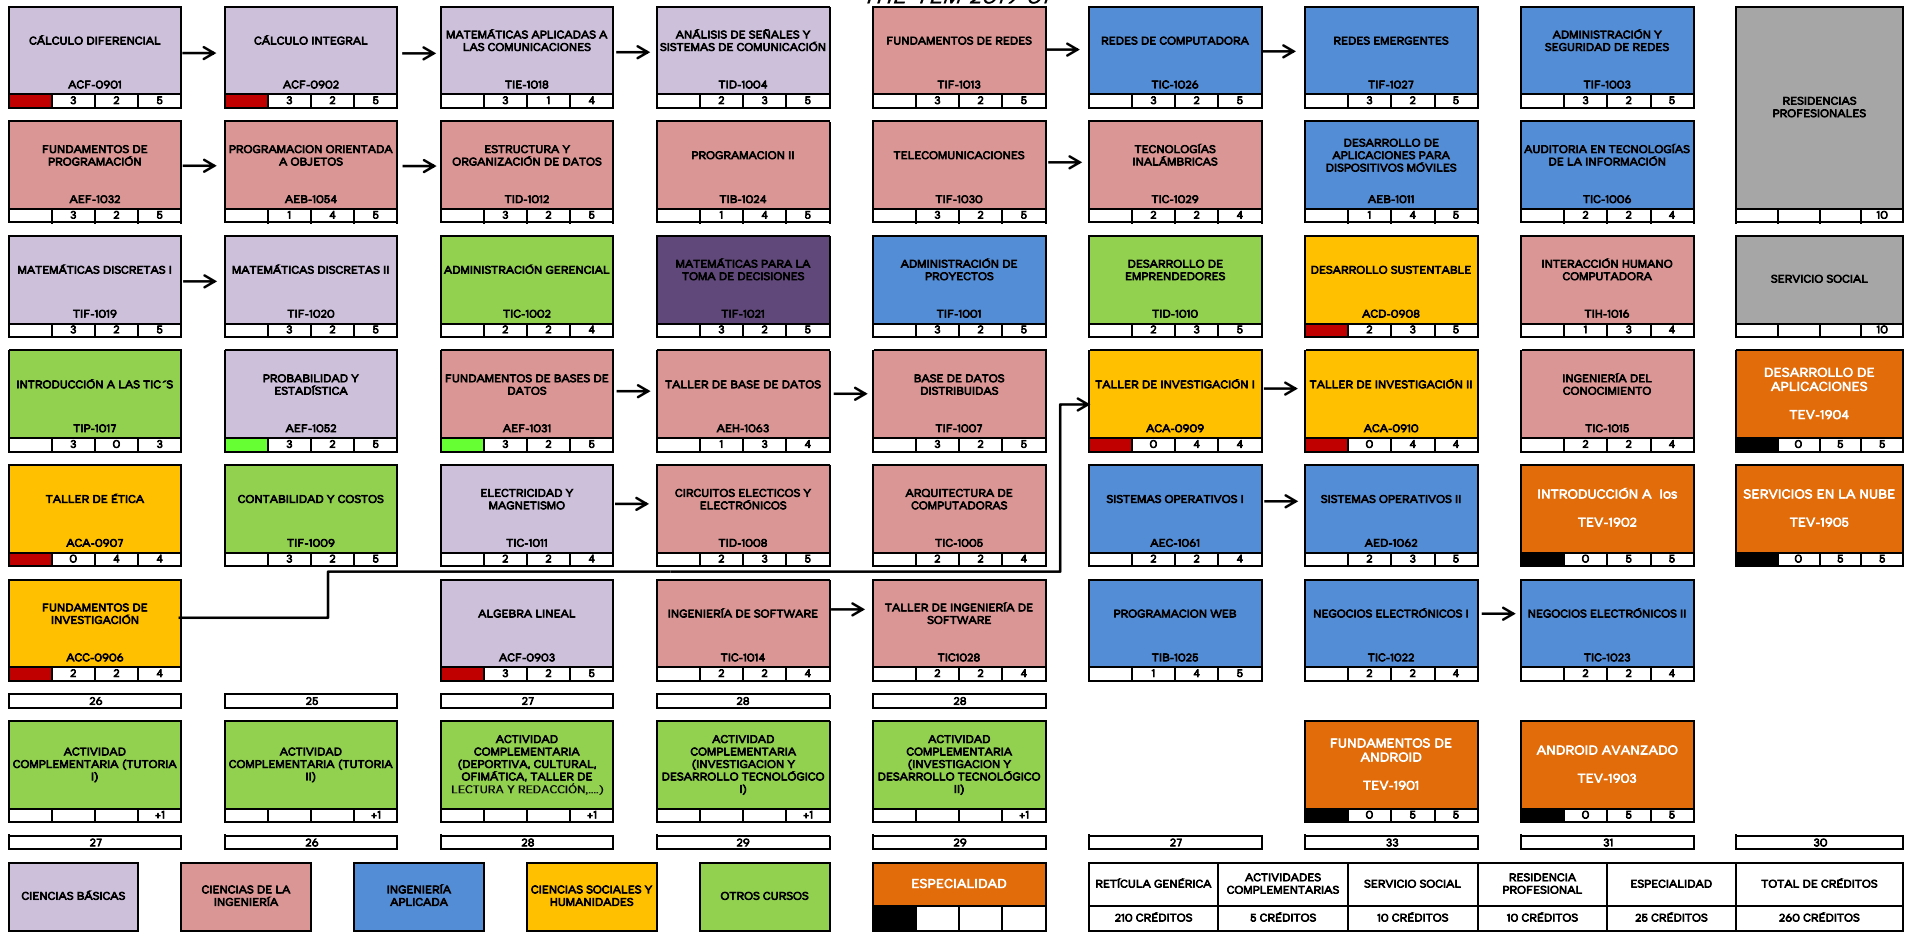 CÁLCULO DIFERENCIAL
ACF-0901
3 2 5
CÁLCULO INTEGRAL
ACF-0902
3 2 5
MATEMÁTICAS APLICADAS A
LAS COMUNICACIONES
TIE-1018
3 1 4
ANÁLISIS DE SEÑALES Y
SISTEMAS DE COMUNICACIÓN
TID-1004
2 3 5
FUNDAMENTOS DE REDES
TIF-1013
3 2 5
REDES DE COMPUTADORA
TIC-1026
3 2 5
REDES EMERGENTES
TIF-1027
3 2 5
ADMINISTRACIÓN Y
SEGURIDAD DE REDES
TIF-1003
3 2 5
RESIDENCIAS
PROFESIONALES
10
FUNDAMENTOS DE
PROGRAMACIÓN
AEF-1032
3 2 5
PROGRAMACION ORIENTADA
A OBJETOS
AEB-1054
1 4 5
ESTRUCTURA Y
ORGANIZACIÓN DE DATOS
TID-1012
3 2 5
PROGRAMACION II
TIB-1024
1 4 5
TELECOMUNICACIONES
TIF-1030
3 2 5
TECNOLOGÍAS
INALÁMBRICAS
TIC-1029
2 2 4
DESARROLLO DE
APLICACIONES PARA
DISPOSITIVOS MÓVILES
AEB-1011
1 4 5
AUDITORIA EN TECNOLOGÍAS
DE LA INFORMACIÓN
TIC-1006
2 2 4
MATEMÁTICAS DISCRETAS I
TIF-1019
3 2 5
MATEMÁTICAS DISCRETAS II
TIF-1020
3 2 5
ADMINISTRACIÓN GERENCIAL
TIC-1002
2 2 4
MATEMÁTICAS PARA LA
TOMA DE DECISIONES
TIF-1021
3 2 5
ADMINISTRACIÓN DE
PROYECTOS
TIF-1001
3 2 5
DESARROLLO DE
EMPRENDEDORES
TID-1010
2 3 5
DESARROLLO SUSTENTABLE
ACD-0908
2 3 5
INTERACCIÓN HUMANO
COMPUTADORA
TIH-1016
1 3 4
SERVICIO SOCIAL
10
INTRODUCCIÓN A LAS TIC´S
TIP-1017
3 0 3
PROBABILIDAD Y
ESTADÍSTICA
AEF-1052
3 2 5
FUNDAMENTOS DE BASES DE
DATOS
AEF-1031
3 2 5
TALLER DE BASE DE DATOS
AEH-1063
1 3 4
BASE DE DATOS
DISTRIBUIDAS
TIF-1007
3 2 5
TALLER DE INVESTIGACIÓN I
ACA-0909
0 4 4
TALLER DE INVESTIGACIÓN II
ACA-0910
0 4 4
INGENIERÍA DEL
CONOCIMIENTO
TIC-1015
2 2 4
DESARROLLO DE
APLICACIONES
TEV-1904
0 5 5
TALLER DE ÉTICA
ACA-0907
0 4 4
CONTABILIDAD Y COSTOS
TIF-1009
3 2 5
ELECTRICIDAD Y
MAGNETISMO
TIC-1011
2 2 4
CIRCUITOS ELECTICOS Y
ELECTRÓNICOS
TID-1008
2 3 5
ARQUITECTURA DE
COMPUTADORAS
TIC-1005
2 2 4
SISTEMAS OPERATIVOS I
AEC-1061
2 2 4
SISTEMAS OPERATIVOS II
AED-1062
2 3 5
INTRODUCCIÓN A los
TEV-1902
0 5 5
SERVICIOS EN LA NUBE
TEV-1905
0 5 5
FUNDAMENTOS DE
INVESTIGACIÓN
ACC-0906
2 2 4
ALGEBRA LINEAL
ACF-0903
3 2 5
INGENIERÍA DE SOFTWARE
TIC-1014
2 2 4
TALLER DE INGENIERÍA DE
SOFTWARE
TIC1028
2 2 4
PROGRAMACION WEB
TIB-1025
1 4 5
NEGOCIOS ELECTRÓNICOS I
TIC-1022
2 2 4
NEGOCIOS ELECTRÓNICOS II
TIC-1023
2 2 4
26 25 27 28 28
ACTIVIDAD
COMPLEMENTARIA (TUTORIA
I)
+1
ACTIVIDAD
COMPLEMENTARIA (TUTORIA
II)
+1
ACTIVIDAD
COMPLEMENTARIA
(DEPORTIVA, CULTURAL,
OFIMÁTICA, TALLER DE
LECTURA Y REDACCIÓN,....)
+1
ACTIVIDAD
COMPLEMENTARIA
(INVESTIGACION Y
DESARROLLO TECNOLÓGICO
I)
+1
ACTIVIDAD
COMPLEMENTARIA
(INVESTIGACION Y
DESARROLLO TECNOLÓGICO
II)
+1
FUNDAMENTOS DE
ANDROID
TEV-1901
0 5 5
ANDROID AVANZADO
TEV-1903
0 5 5
27 26 28 29 29 27 33 31 30
CIENCIAS BÁSICAS
CIENCIAS DE LA
INGENIERÍA
INGENIERÍA
APLICADA
CIENCIAS SOCIALES Y
HUMANIDADES
OTROS CURSOS
ESPECIALIDAD
RETÍCULA GENÉRICA
ACTIVIDADES
COMPLEMENTARIAS
SERVICIO SOCIAL
RESIDENCIA
PROFESIONAL
ESPECIALIDAD
TOTAL DE CRÉDITOS
210 CRÉDITOS
5 CRÉDITOS
10 CRÉDITOS
10 CRÉDITOS
25 CRÉDITOS
260 CRÉDITOS